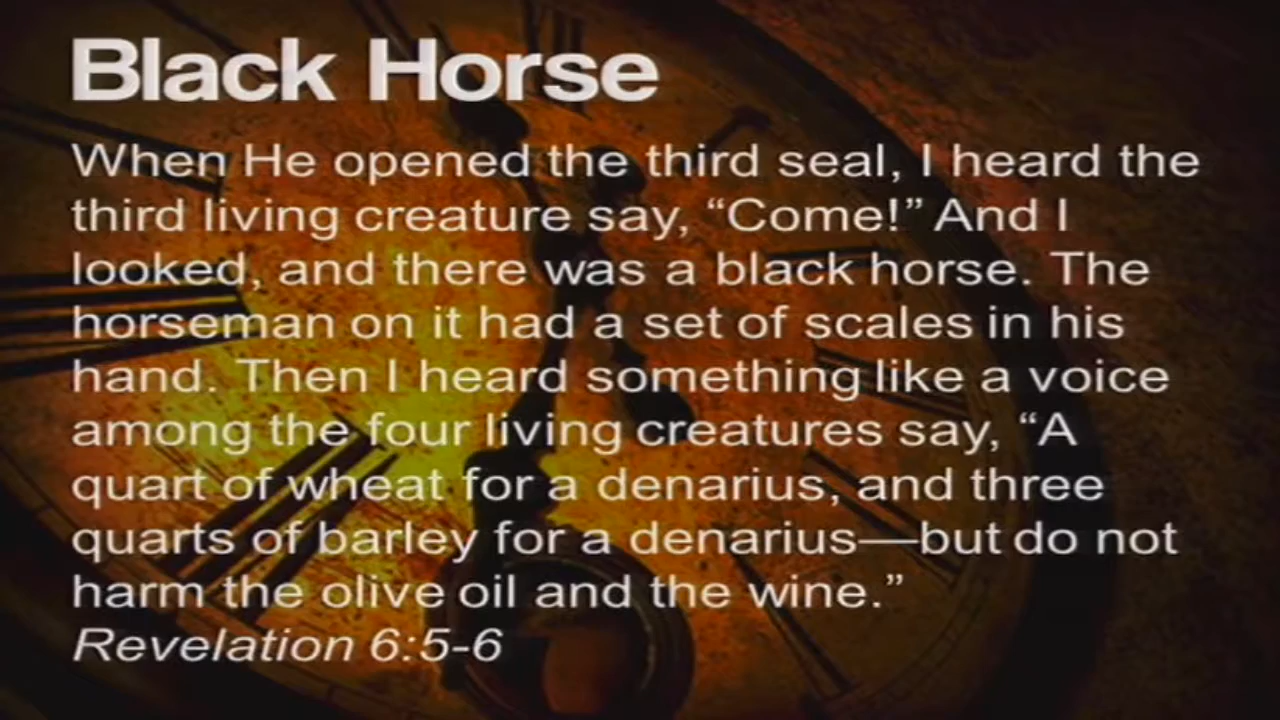 Black Horse
When He opened the third seal, I heard the
third living creature say, “Come!” And I
looked, and there was a black horse. The
horseman on it had a set of scales in his
hand. Then I heard something like a voice
among the four living creatures say, “A
quart of wheat for a denarius, and three
quarts of barley for a denarius—but do not
harm the olive oil and the wine.”
Revelation 6:5-6